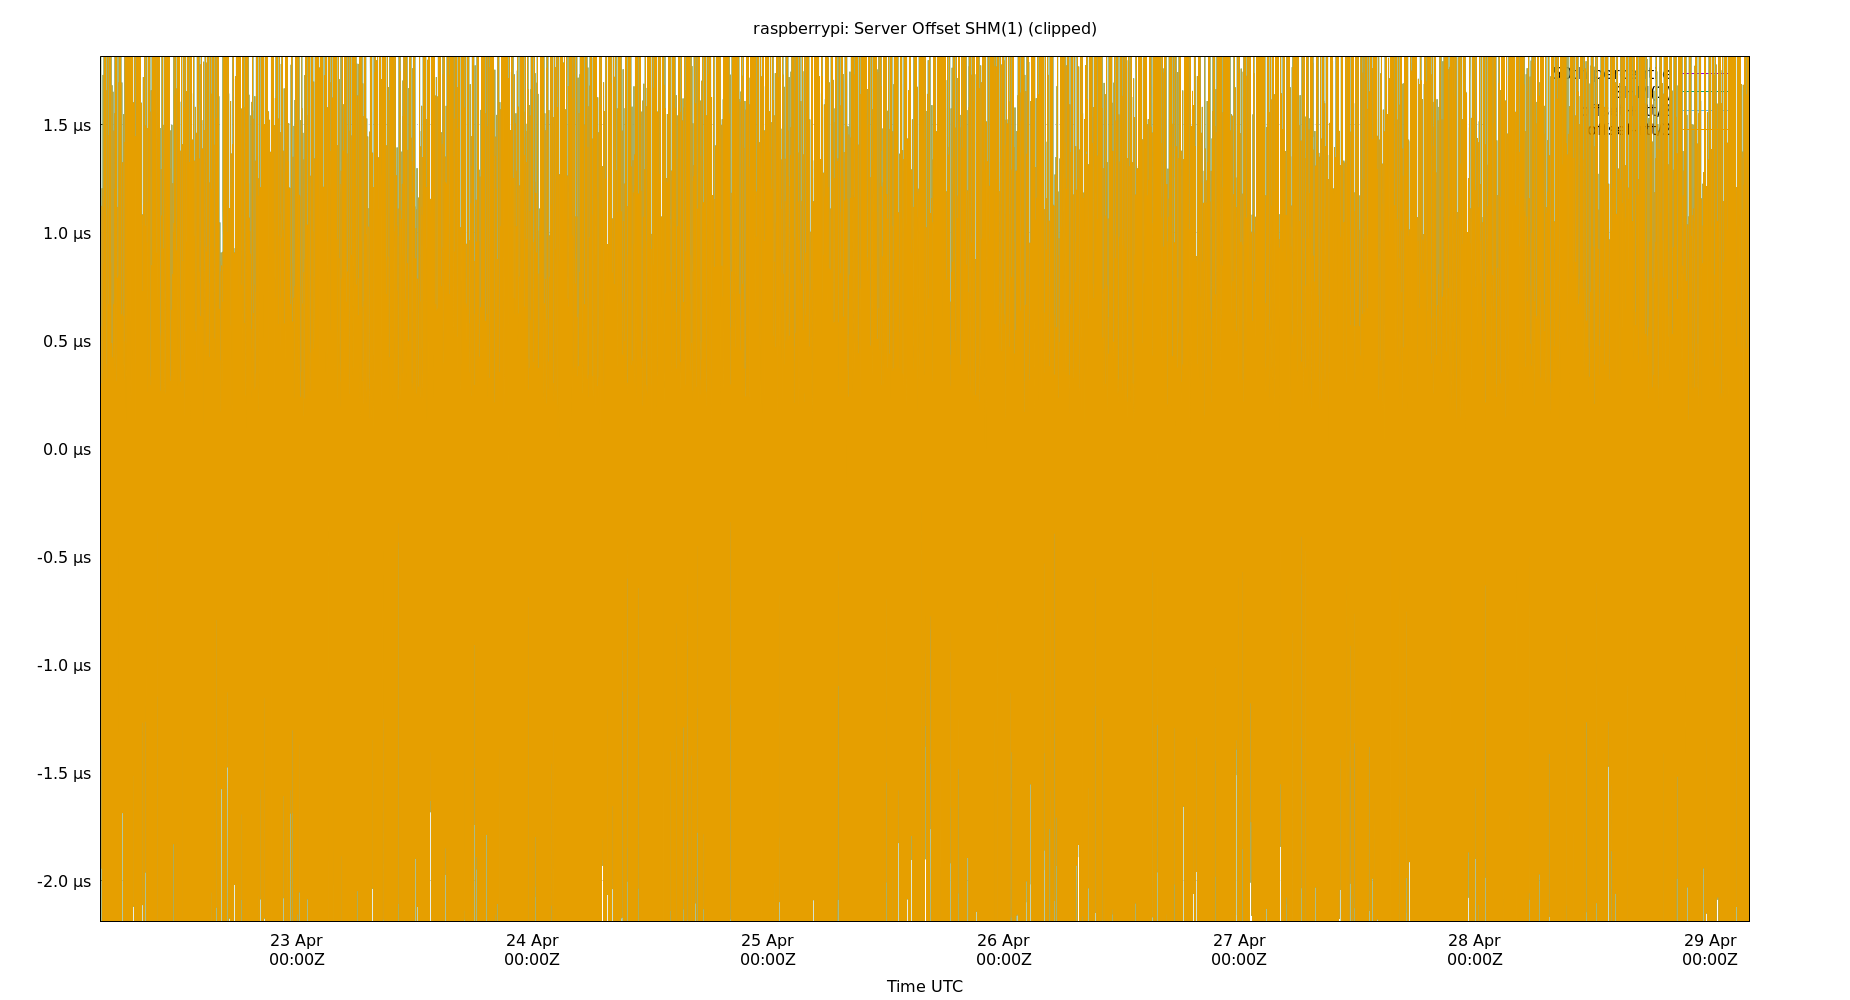 raspberrypi: Server Offset SHM(1) (clipped)
1.5 µs
1.0 µs
0.5 µs
0.0 µs
-0.5 µs
-1.0 µs
-1.5 µs
-2.0 µs
23 Apr 24 Apr 25 Apr 26 Apr 27 Apr 28 Apr 29 Apr
00:00Z 00:00Z 00:00Z 00:00Z 00:00Z 00:00Z 00:00Z
Time UTC